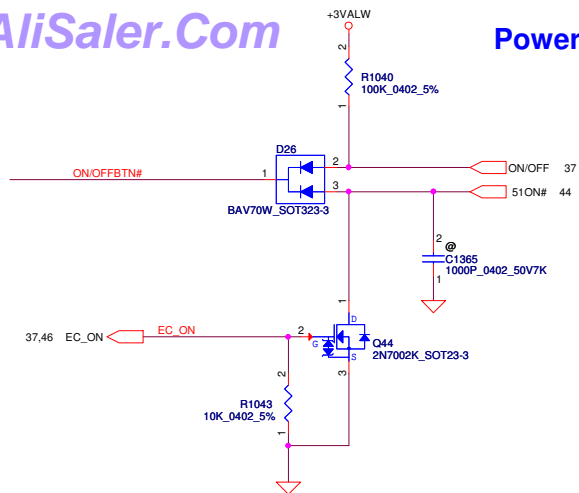 AliSaler.Com
Power
+3VALW
2
R1040
100K_0402_5%
1
D26
ON/OFFBTN#
1
2
ON/OFF 37
3
51ON# 44
BAV70W_SOT323-3
2
@
C1365
1000P_0402_50V7K
1
1
D
37,46 EC_ON
EC_ON
2
G
S
Q44
2N7002K_SOT23-3
3
2
R1043
10K_0402_5%
1